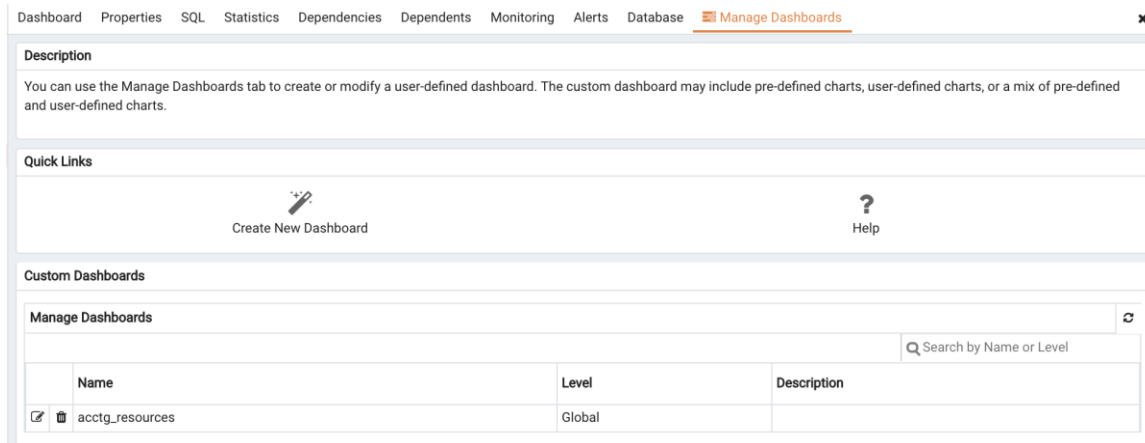 Dashboard Properties SQL Statistics Dependencies Dependents Monitoring Alerts Database Manage Dashboards
Description
You can use the Manage Dashboards tab to create or modify a user-defined dashboard. The custom dashboard may include pre-defined charts, user-defined charts, or a mix of pre-defined
and user-defined charts.
Quick Links
Create New Dashboard Help
Custom Dashboards
Manage Dashboards
Search by Name or Level
Name Level Description
acctg_resources Global